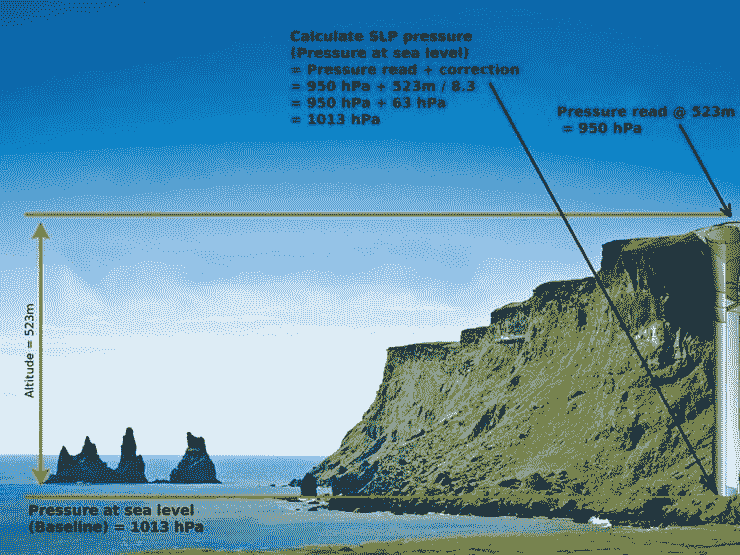 Calculate SLP pressure
(Pressure at sea level)
= Pressure read + correction
= 950 hPa + 523m / 8.3
= 950 hPa + 63 hPa
= 1013 hPa
Pressure read @ 523m
= 950 hPa
Altitude = 523m
Pressure at sea level
(Baseline) = 1013 hPa